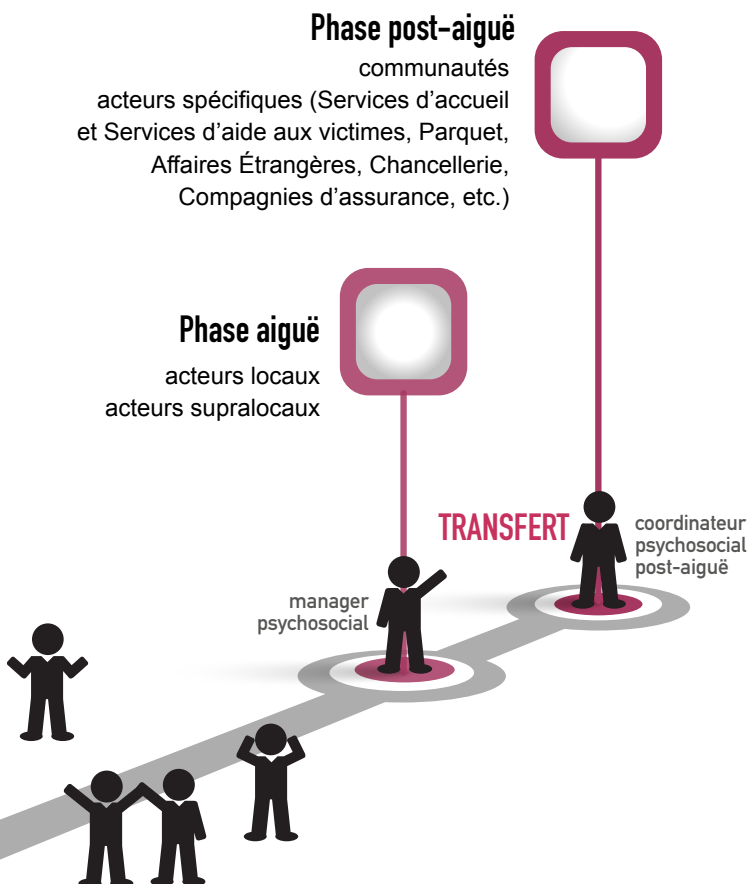 Phase post-aiguë
communautés
acteurs spécifiques (Services d’accueil
et Services d’aide aux victimes, Parquet,
Affaires Étrangères, Chancellerie,
Compagnies d’assurance, etc.)
Phase aiguë
acteurs locaux
acteurs supralocaux
TRANSFERT
coordinateur
psychosocial
post-aiguë
manager
psychosocial